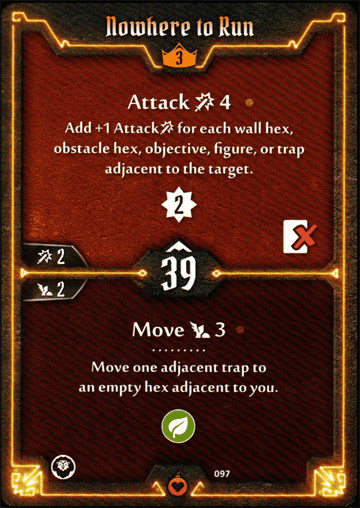 Nowhere to Run
3
Attack 4
Add +1 Attack for each wall hex,
obstacle hex, objective, figure, or trap
adjacent to the target.
2
2
39
2
Move 3
Move one adjacent trap to
an empty hex adjacent to you.
097